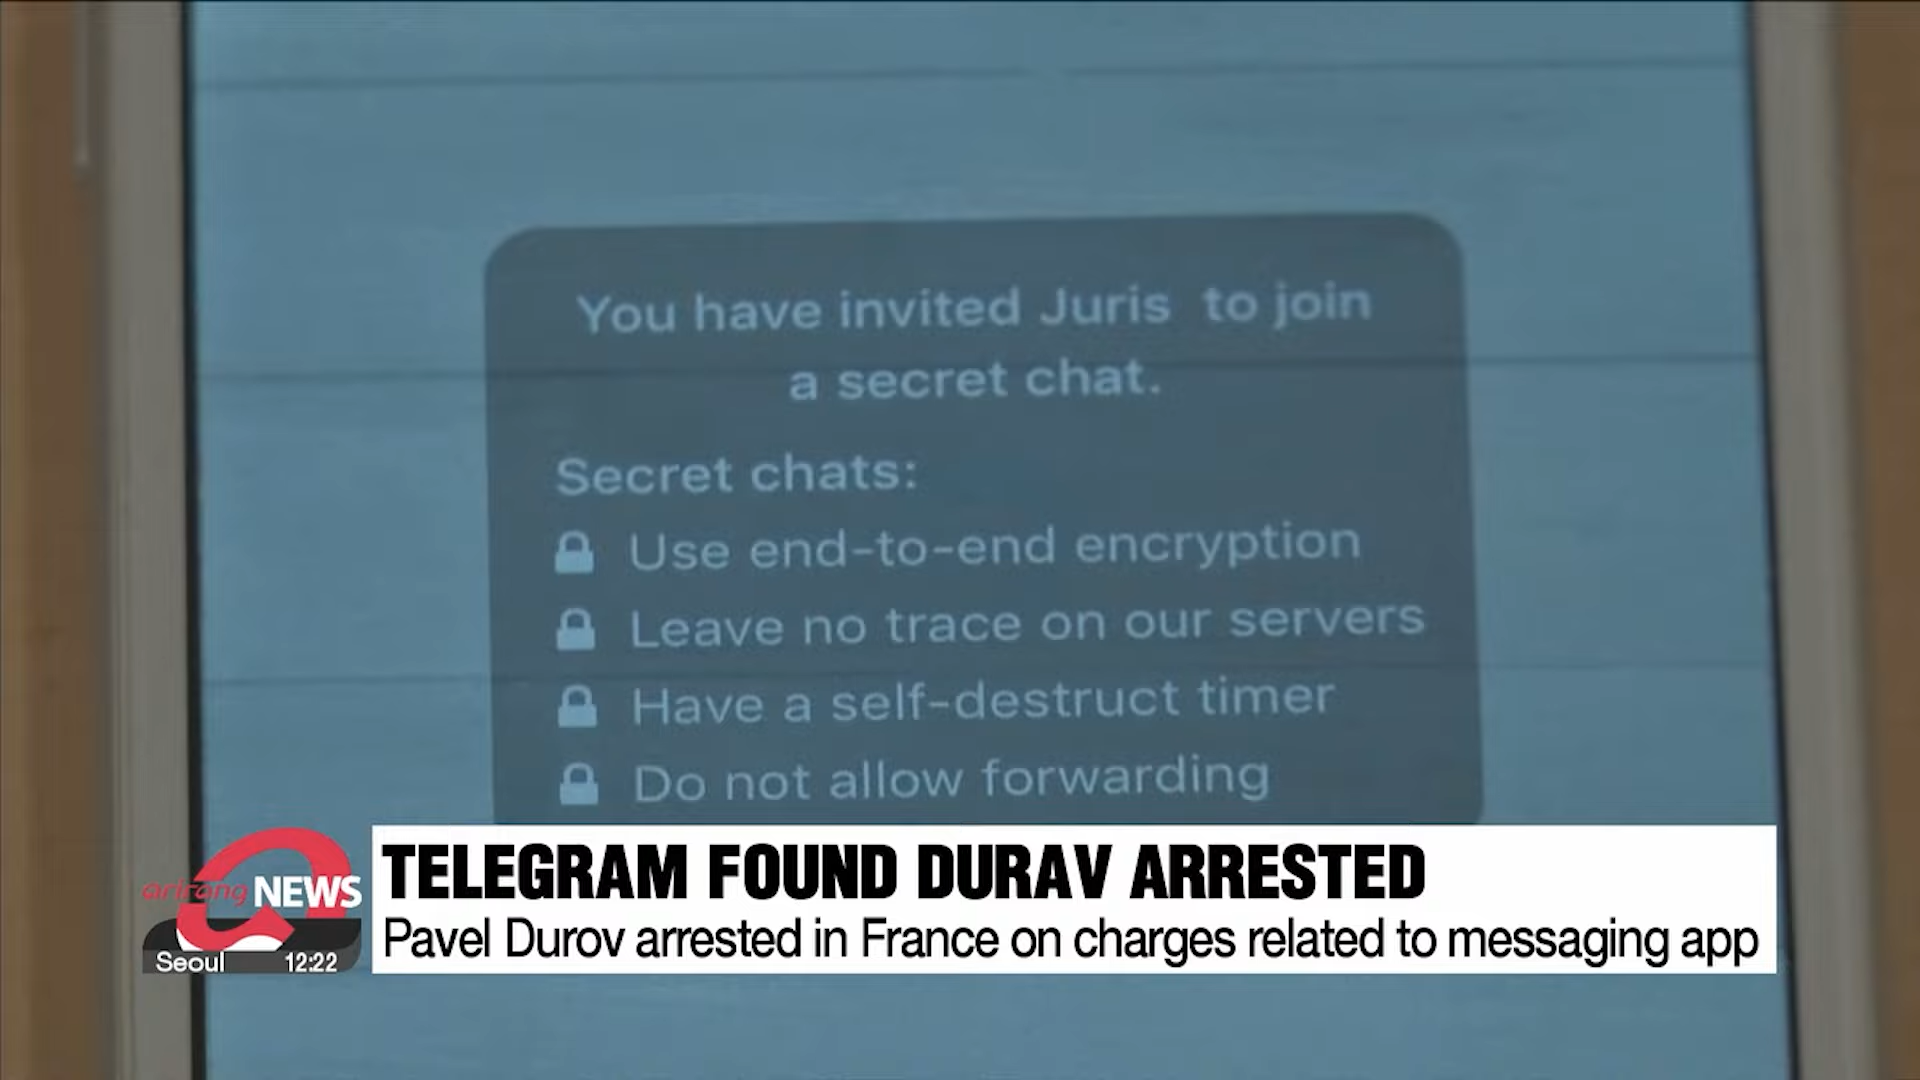 You have invited Juris to join
a secret chat.
Secret chats:
Use end-to-end encryption
Leave no trace on our servers
Have a self-destruct timer
Do not allow forwarding
TELEGRAM FOUND DURAV ARRESTED
Pavel Durov arrested in France on charges related to messaging app
arirang NEWS
Seoul 12:22